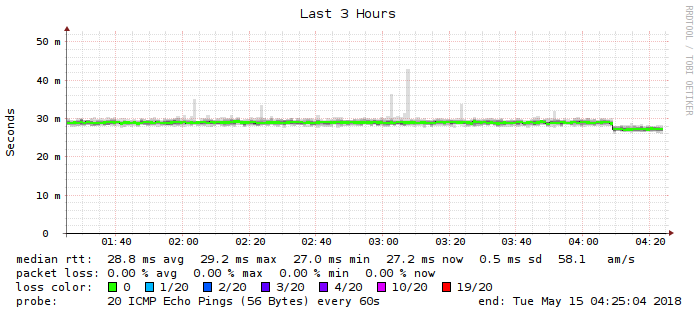 Last 3 Hours
RRDTOOL / TOBI OETIKER
Seconds
50 m
40 m
30 m
20 m
10 m
0
01:40 02:00 02:20 02:40 03:00 03:20 03:40 04:00 04:20
median rtt: 28.8 ms avg 29.2 ms max 27.0 ms min 27.2 ms now 0.5 ms sd 58.1 am/s
packet loss: 0.00 % avg 0.00 % max 0.00 % min 0.00 % now
loss color: 0 1/20 2/20 3/20 4/20 10/20 19/20
probe: 20 ICMP Echo Pings (56 Bytes) every 60s end: Tue May 15 04:25:04 2018